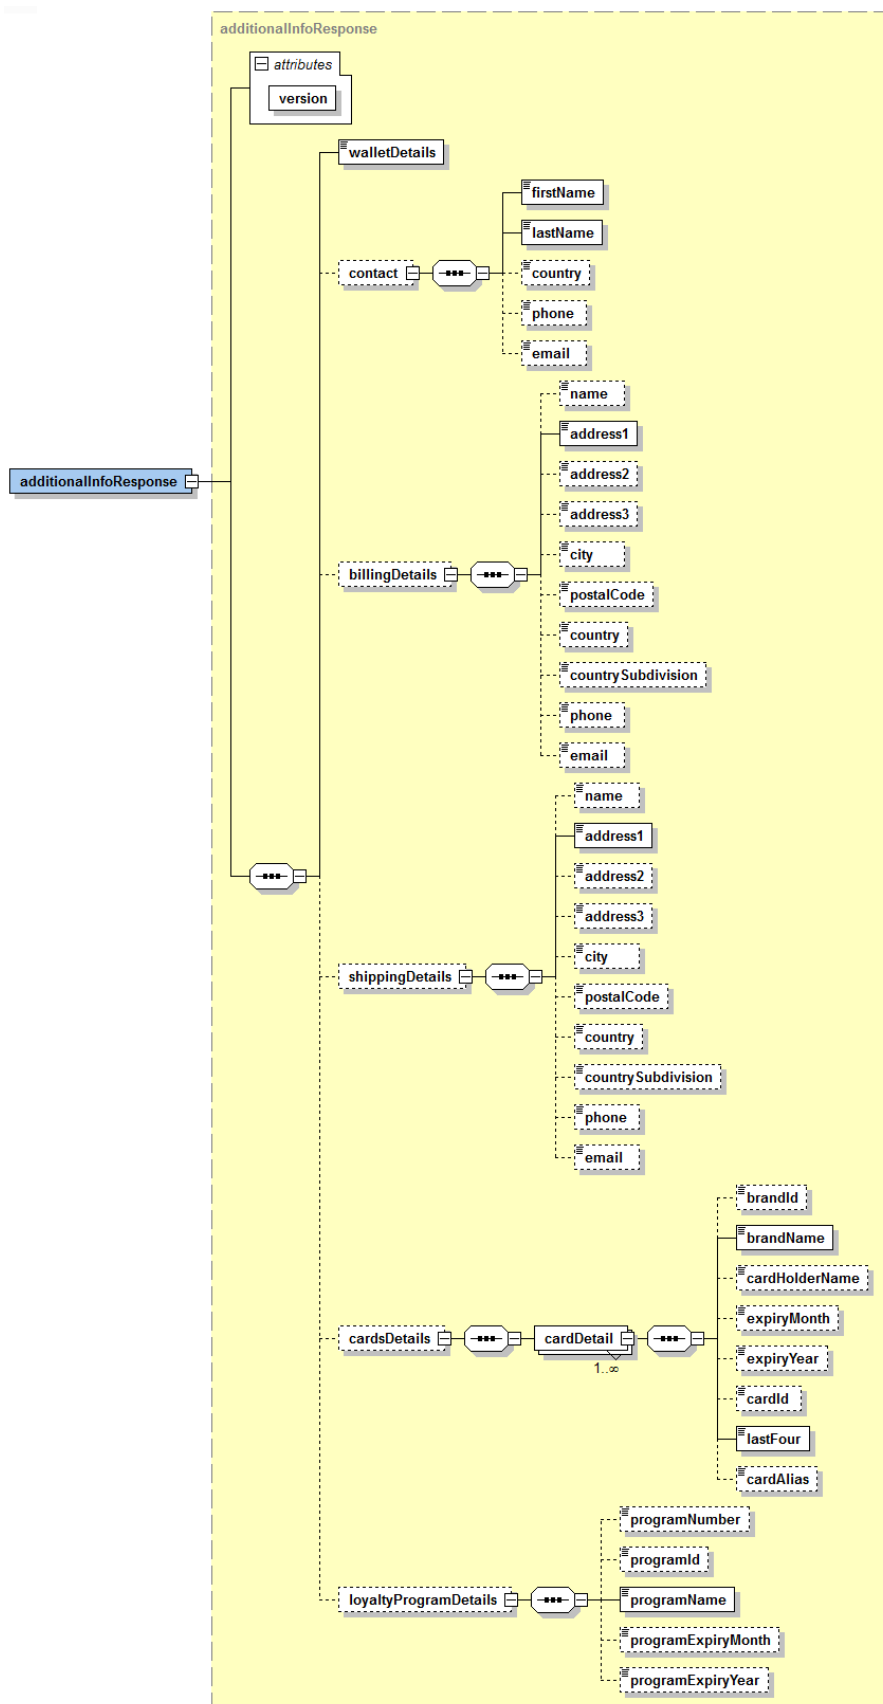 additionalInfoResponse
attributes
version
walletDetails
firstName
lastName
contact
country
phone
email
name
address1
additionalInfoResponse
address2
address3
city
billingDetails
postalCode
country
countrySubdivision
phone
email
name
address1
address2
address3
city
shippingDetails
postalCode
country
countrySubdivision
phone
email
brandId
brandName
cardHolderName
expiryMonth
cardsDetails
cardDetail
1..∞
expiryYear
cardId
lastFour
cardAlias
programNumber
programId
loyaltyProgramDetails
programName
programExpiryMonth
programExpiryYear